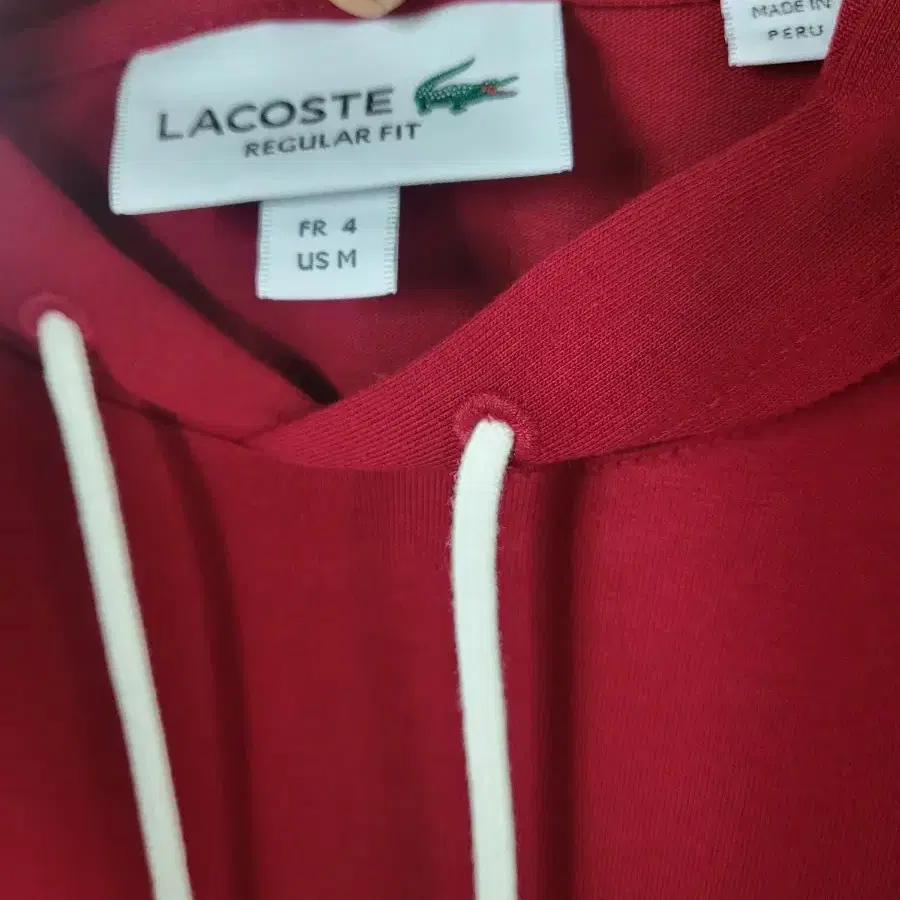 LACOSTE
REGULAR FIT
FR 4
US M
MADE IN
PERU